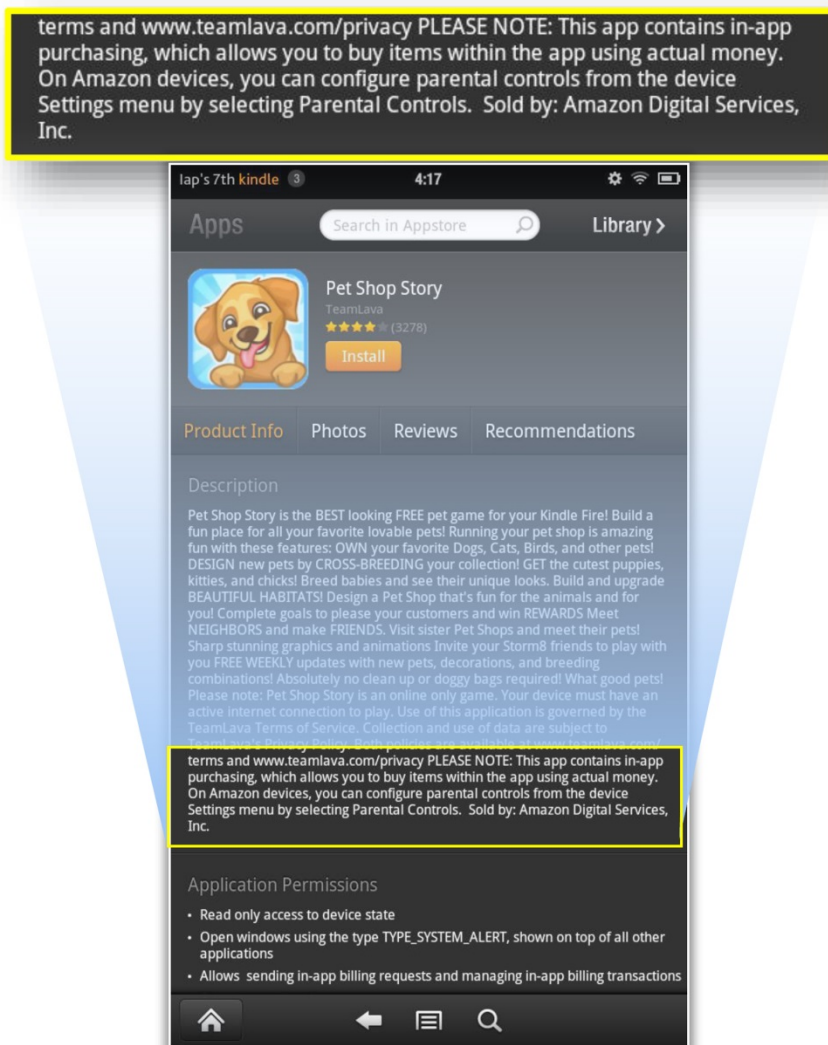 terms and www.teamlava.com/privacy PLEASE NOTE: This app contains in-app
purchasing, which allows you to buy items within the app using actual money.
On Amazon devices, you can configure parental controls from the device
Settings menu by selecting Parental Controls.  Sold by: Amazon Digital Services,
Inc.
Iap's 7th kindle 3 4:17
Apps Search in Appstore Library >
Pet Shop Story
TeamLava
(3278)
Install
Product Info Photos Reviews Recommendations
Description
Pet Shop Story is the BEST looking FREE pet game for your Kindle Fire! Build a
fun place for all your favorite lovable pets! Running your pet shop is amazing
fun with these features: OWN your favorite Dogs, Cats, Birds, and other pets!
DESIGN new pets by CROSS-BREEDING your collection! GET the cutest puppies,
kitties, and chicks! Breed babies and see their unique looks. Build and upgrade
BEAUTIFUL HABITATS! Design a Pet Shop that's fun for the animals and for
you! Complete goals to please your customers and win REWARDS Meet
NEIGHBORS and make FRIENDS. Visit sister Pet Shops and meet their pets!
Sharp stunning graphics and animations Invite your Storm8 friends to play with
you FREE WEEKLY updates with new pets, decorations, and breeding
combinations! Absolutely no clean up or doggy bags required! What good pets!
Please note: Pet Shop Story is an online only game. Your device must have an
active internet connection to play. Use of this application is governed by the
TeamLava Terms of Service. Collection and use of data are subject to
TeamLava's Privacy Policy. Both policies are available at www.teamlava.com/
terms and www.teamlava.com/privacy PLEASE NOTE: This app contains in-app
purchasing, which allows you to buy items within the app using actual money.
On Amazon devices, you can configure parental controls from the device
Settings menu by selecting Parental Controls.  Sold by: Amazon Digital Services,
Inc.
Application Permissions
• Read only access to device state
• Open windows using the type TYPE_SYSTEM_ALERT, shown on top of all other
applications
• Allows  sending in-app billing requests and managing in-app billing transactions